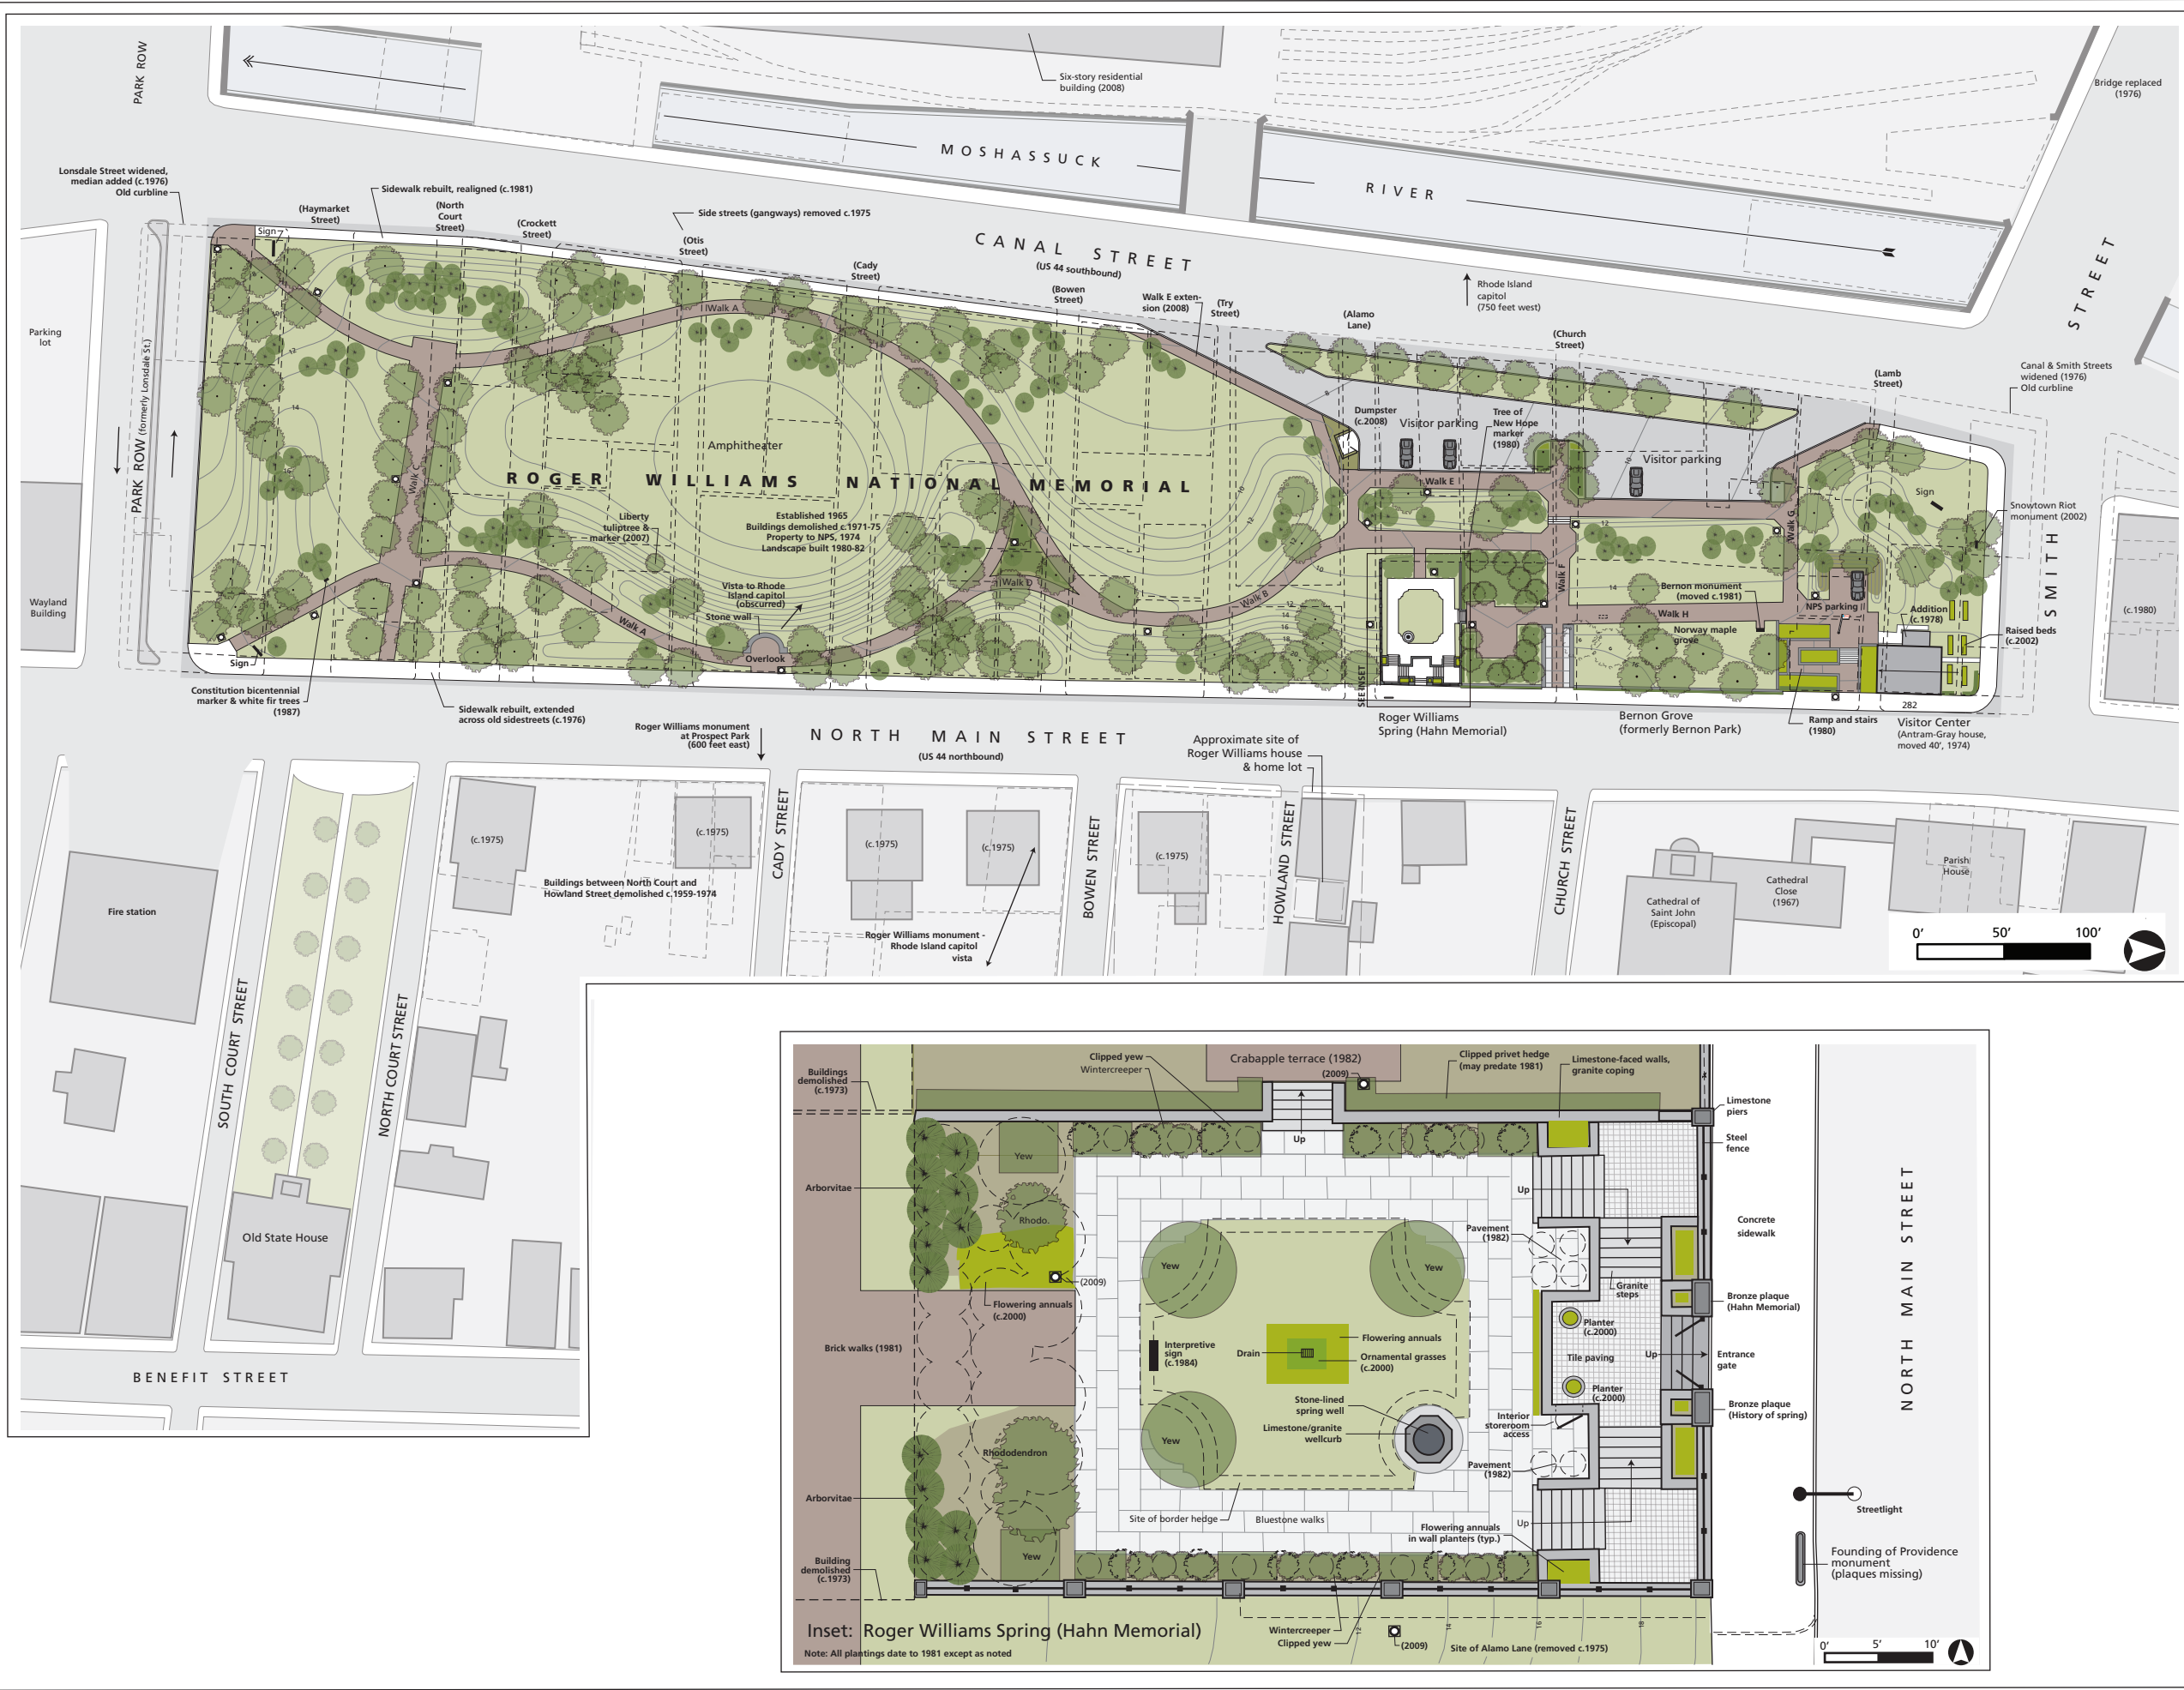 PARK ROW
Six-story residential
building (2008)
Bridge replaced
(1976)
MOSHASSUCK
RIVER
Lonsdale Street widened,
median added (c.1976)
Old curbline
Sidewalk rebuilt, realigned (c.1981)
(Haymarket
Street)
(North
Court
Street)
(Crockett
Street)
Side streets (gangways) removed c.1975
(Otis
Street)
(Cady
Street)
CANAL STREET
(US 44 southbound)
(Bowen
Street)
Walk E exten-
sion (2008)
(Try
Street)
Rhode Island
capitol
(750 feet west)
(Alamo
Lane)
(Church
Street)
(Lamb
Street)
Canal & Smith Streets
widened (1976)
Old curbline
SMITH STREET
Sign
Parking
lot
PARK ROW (formerly Lonsdale St.)
Wayland
Building
Walk A
Walk C
Amphitheater
ROGER WILLIAMS NATIONAL MEMORIAL
Established 1965
Buildings demolished c.1971-75
Property to NPS, 1974
Landscape built 1980-82
Liberty
tuliptree &
marker (2007)
Vista to Rhode
Island capitol
(obscurred)
Stone wall
Overlook
Walk A
Walk D
Walk B
Dumpster
(c.2008)
Visitor parking
Tree of
New Hope
marker
(1980)
Visitor parking
Walk E
Walk F
Walk G
Walk H
Sign
Snowtown Riot
monument (2002)
Bernon monument
(moved c.1981)
Norway maple
grove
NPS parking
Addition
(c.1978)
Raised beds
(c.2002)
(c.1980)
Sign
Constitution bicentennial
marker & white fir trees
(1987)
Sidewalk rebuilt, extended
across old sidestreets (c.1976)
Roger Williams monument
at Prospect Park
(600 feet east)
NORTH MAIN STREET
(US 44 northbound)
SEE INSET
Roger Williams
Spring (Hahn Memorial)
Approximate site of
Roger Williams house
& home lot
Bernon Grove
(formerly Bernon Park)
Ramp and stairs
(1980)
282
Visitor Center
(Antram-Gray house,
moved 40', 1974)
Fire station
SOUTH COURT STREET
NORTH COURT STREET
(c.1975)
(c.1975)
Buildings between North Court and
Howland Street demolished c.1959-1974
CADY STREET
(c.1975)
(c.1975)
Roger Williams monument -
Rhode Island capitol
vista
BOWEN STREET
(c.1975)
HOWLAND STREET
CHURCH STREET
Cathedral of
Saint John
(Episcopal)
Cathedral
Close
(1967)
Parish
House
0' 50' 100'
Old State House
BENEFIT STREET
Buildings
demolished
(c.1973)
Clipped yew
Wintercreeper
Crabapple terrace (1982)
(2009)
Clipped privet hedge
(may predate 1981)
Limestone-faced walls,
granite coping
Limestone
piers
Steel
fence
Up
Yew
Arborvitae
Rhodo.
Up
Pavement
(1982)
Concrete
sidewalk
NORTH MAIN STREET
Yew
Yew
(2009)
Flowering annuals
(c.2000)
Granite
steps
Bronze plaque
(Hahn Memorial)
Planter
(c.2000)
Brick walks (1981)
Interpretive
sign
(c.1984)
Drain
Flowering annuals
Ornamental grasses
(c.2000)
Tile paving
Up
Entrance
gate
Planter
(c.2000)
Stone-lined
spring well
Limestone/granite
wellcurb
Interior
storeroom
access
Bronze plaque
(History of spring)
Rhododendron
Yew
Pavement
(1982)
Arborvitae
Streetlight
Site of border hedge
Bluestone walks
Up
Flowering annuals
in wall planters (typ.)
Yew
Building
demolished
(c.1973)
Founding of Providence
monument
(plaques missing)
Inset: Roger Williams Spring (Hahn Memorial)
Note: All plantings date to 1981 except as noted
Wintercreeper
Clipped yew
12
14
16
18
(2009)
Site of Alamo Lane (removed c.1975)
0' 5' 10'